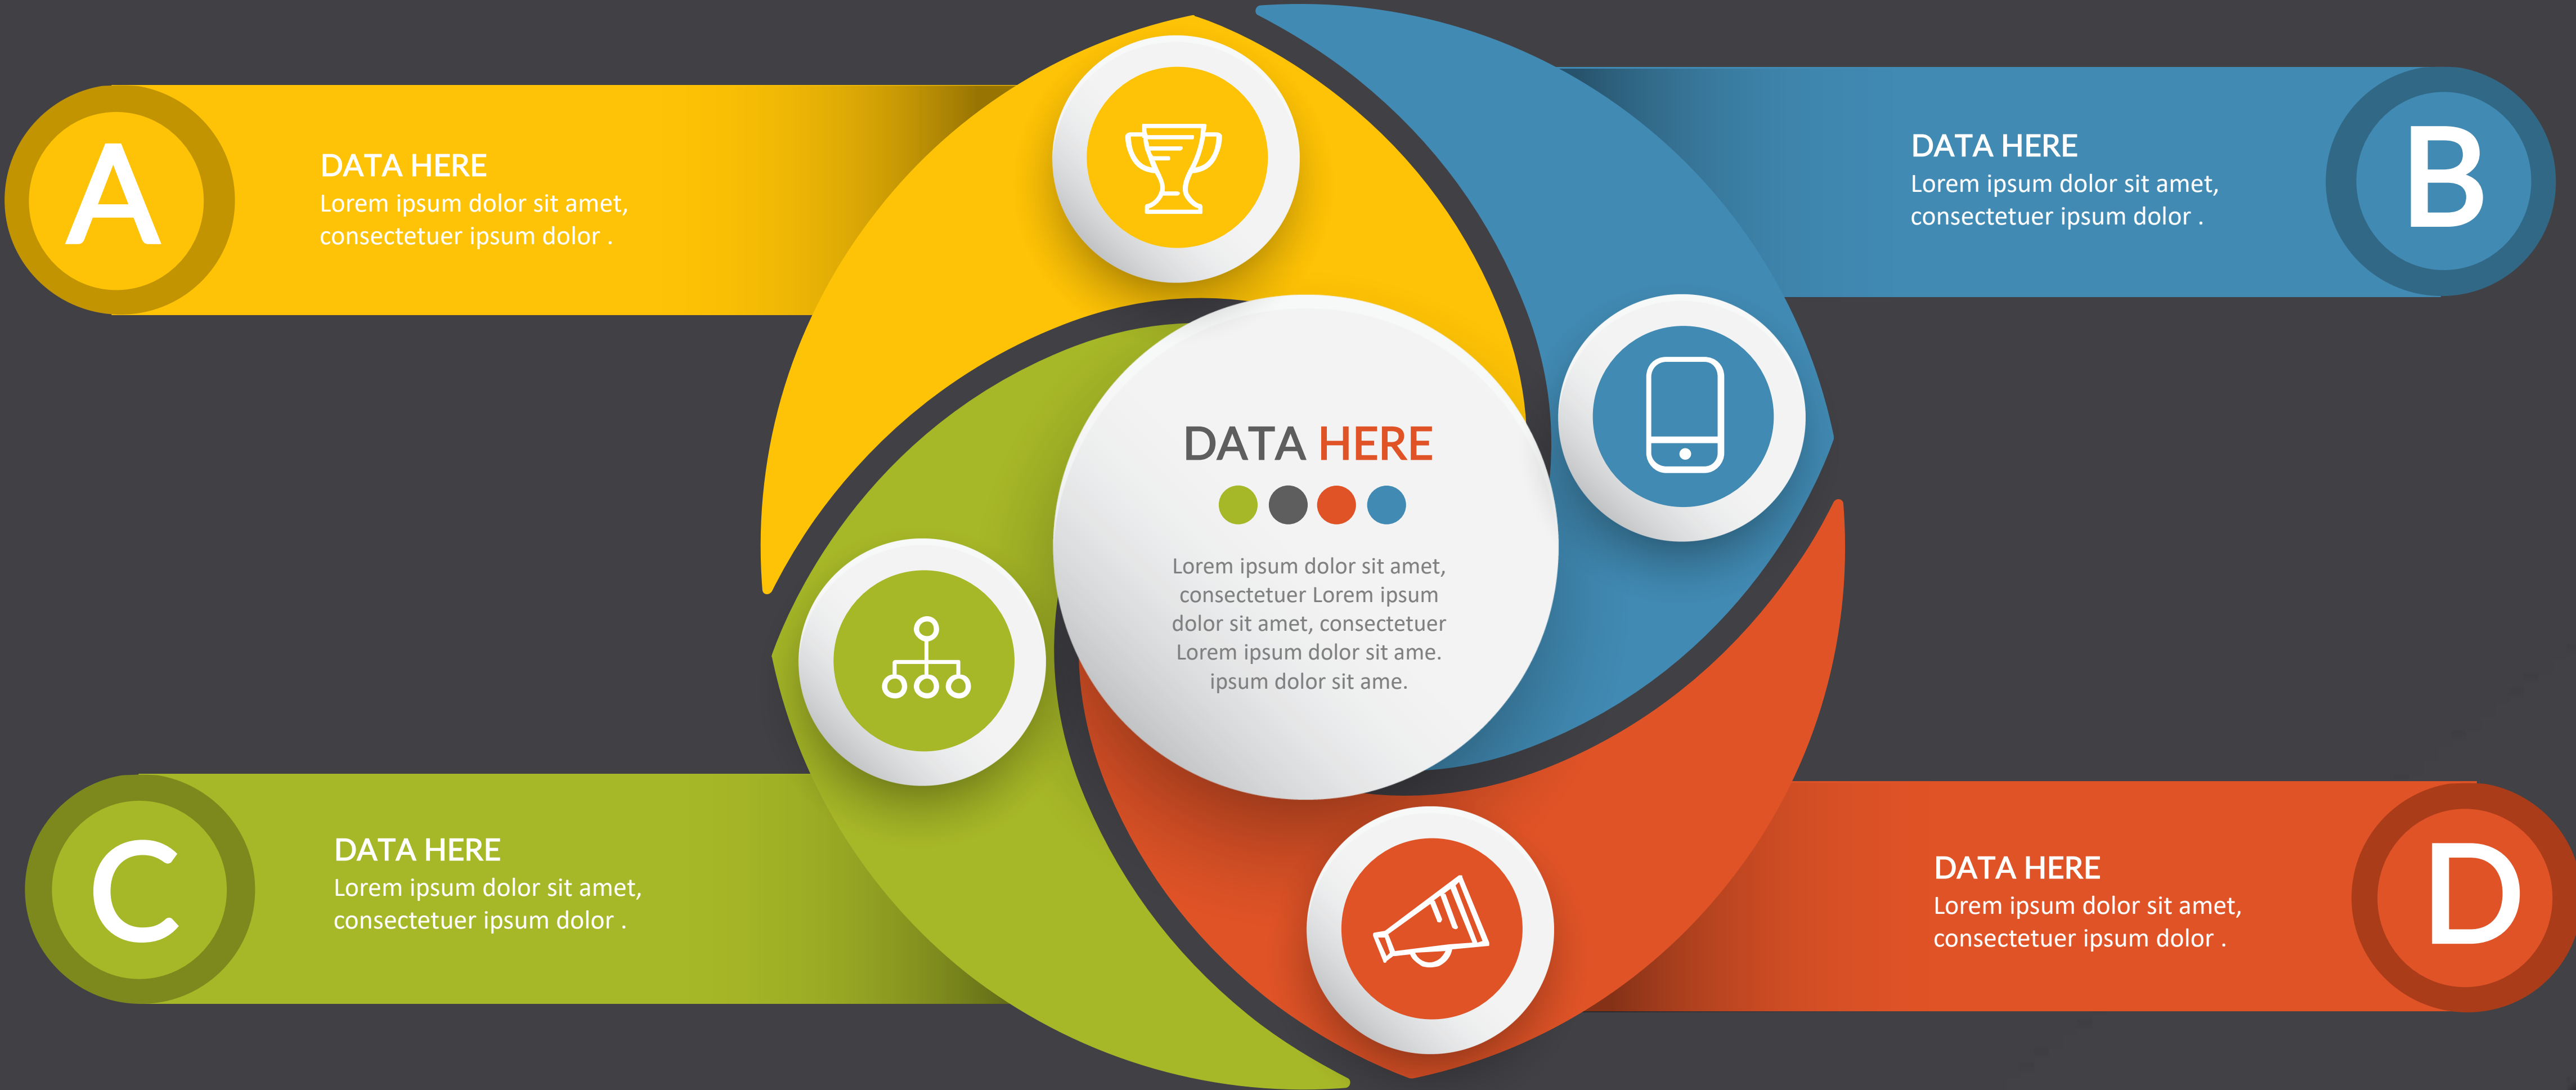 A
DATA HERE
Lorem ipsum dolor sit amet,
consectetuer ipsum dolor .
DATA HERE
Lorem ipsum dolor sit amet,
consectetuer ipsum dolor .
B
DATA HERE
Lorem ipsum dolor sit amet,
consectetuer Lorem ipsum
dolor sit amet, consectetuer
Lorem ipsum dolor sit ame.
ipsum dolor sit ame.
C
DATA HERE
Lorem ipsum dolor sit amet,
consectetuer ipsum dolor .
DATA HERE
Lorem ipsum dolor sit amet,
consectetuer ipsum dolor .
D